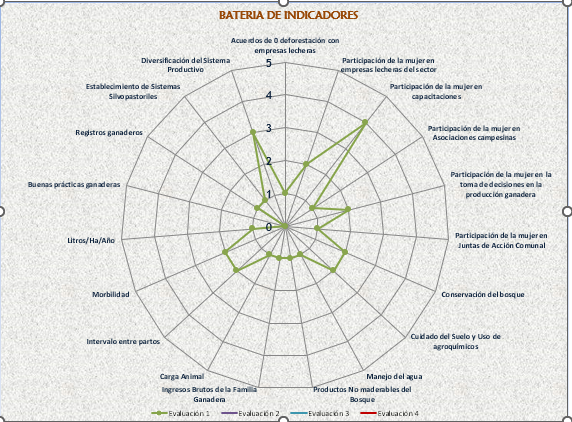 BATERIA DE INDICADORES
Acuerdos de 0 deforestación con
empresas lecheras
Participación de la mujer en
empresas lecheras del sector
Participación de la mujer en
capacitaciones
Participación de la mujer en
Asociaciones campesinas
Participación de la mujer en la
toma de decisiones en la
producción ganadera
Participación de la mujer en
Juntas de Acción Comunal
Conservación del bosque
Cuidado del Suelo y Uso de
agroquímicos
Manejo del agua
Productos No maderables del
Bosque
Ingresos Brutos de la Familia
Ganadera
Carga Animal
Intervalo entre partos
Morbilidad
Litros/Ha/Año
Buenas prácticas ganaderas
Registros ganaderos
Establecimiento de Sistemas
Silvopastoriles
Diversificación del Sistema
Productivo
5
4
3
2
1
0
Evaluación 1 Evaluación 2 Evaluación 3 Evaluación 4